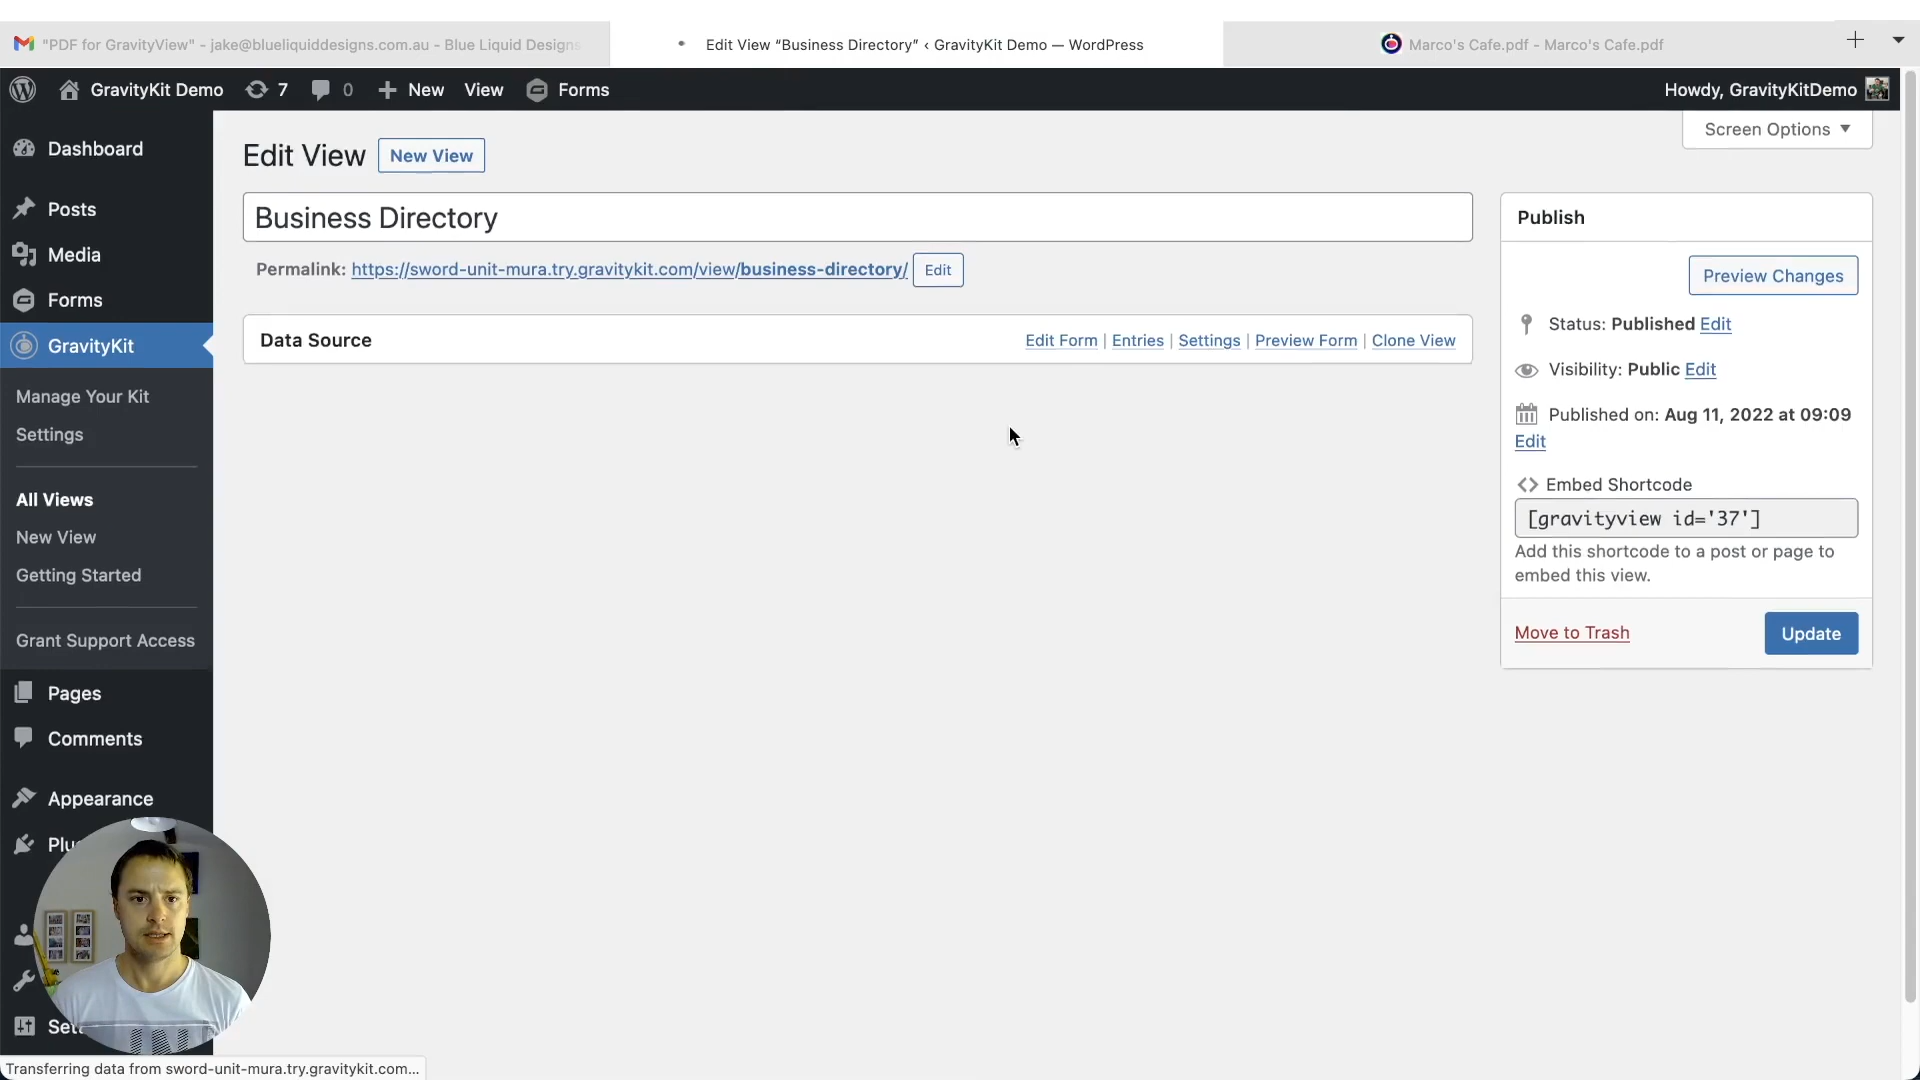 "PDF for GravityView" - jake@blueliquiddesigns.com.au - Blue Liquid Designs
Edit View “Business Directory” ‹ GravityKit Demo — WordPress
Marco's Cafe.pdf - Marco's Cafe.pdf
GravityKit Demo
7
0
New
View
Forms
Howdy, GravityKitDemo
Screen Options
Dashboard
Posts
Media
Forms
GravityKit
Manage Your Kit
Settings
All Views
New View
Getting Started
Grant Support Access
Pages
Comments
Appearance
Edit View
New View
Business Directory
Permalink: https://sword-unit-mura.try.gravitykit.com/view/business-directory/ Edit
Data Source
Edit Form | Entries | Settings | Preview Form | Clone View
Publish
Preview Changes
Status: Published Edit
Visibility: Public Edit
Published on: Aug 11, 2022 at 09:09
Edit
Embed Shortcode
[gravityview id='37']
Add this shortcode to a post or page to
embed this view.
Move to Trash
Update
Transferring data from sword-unit-mura.try.gravitykit.com...